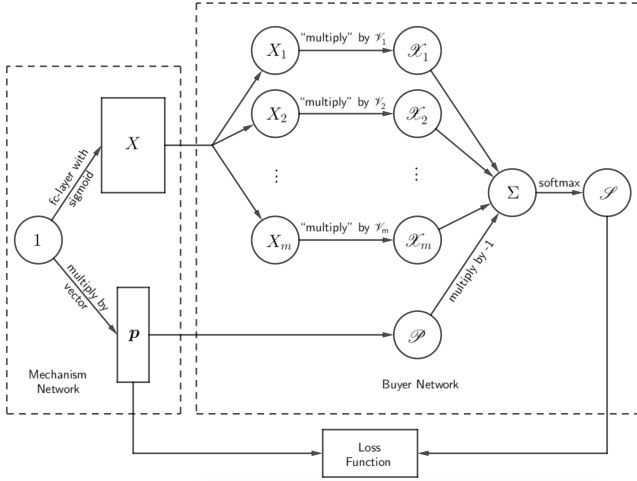 X₁
"multiply" by 𝒱₁
𝒳₁
X₂
"multiply" by 𝒱₂
𝒳₂
X
fc-layer with
sigmoid
⋮
⋮
Σ
softmax
𝒮
1
Xₘ
"multiply" by 𝒱ₘ
𝒳ₘ
multiply by
vector
multiply by -1
p
𝒫
Mechanism
Network
Buyer Network
Loss
Function